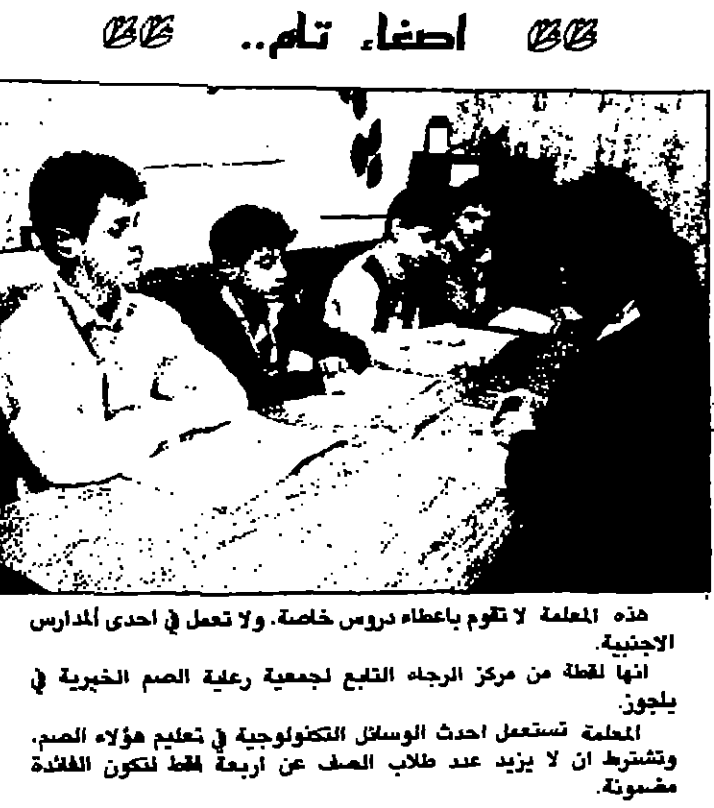 اصغاء تام..
هذه المعلمة لا تقوم باعطاء دروس خاصة، ولا تعمل في احدى المدارس
الاجنبية.
انها لقطة من مركز الرجاء التابع لجمعية رعاية الصم الخيرية في
ياجوز.
المعلمة تستعمل احدث الوسائل التكنولوجية في تعليم هؤلاء الصم،
وتشترط ان لا يزيد عدد طلاب الصف عن اربعة فقط لتكون الفائدة
مضمونة.